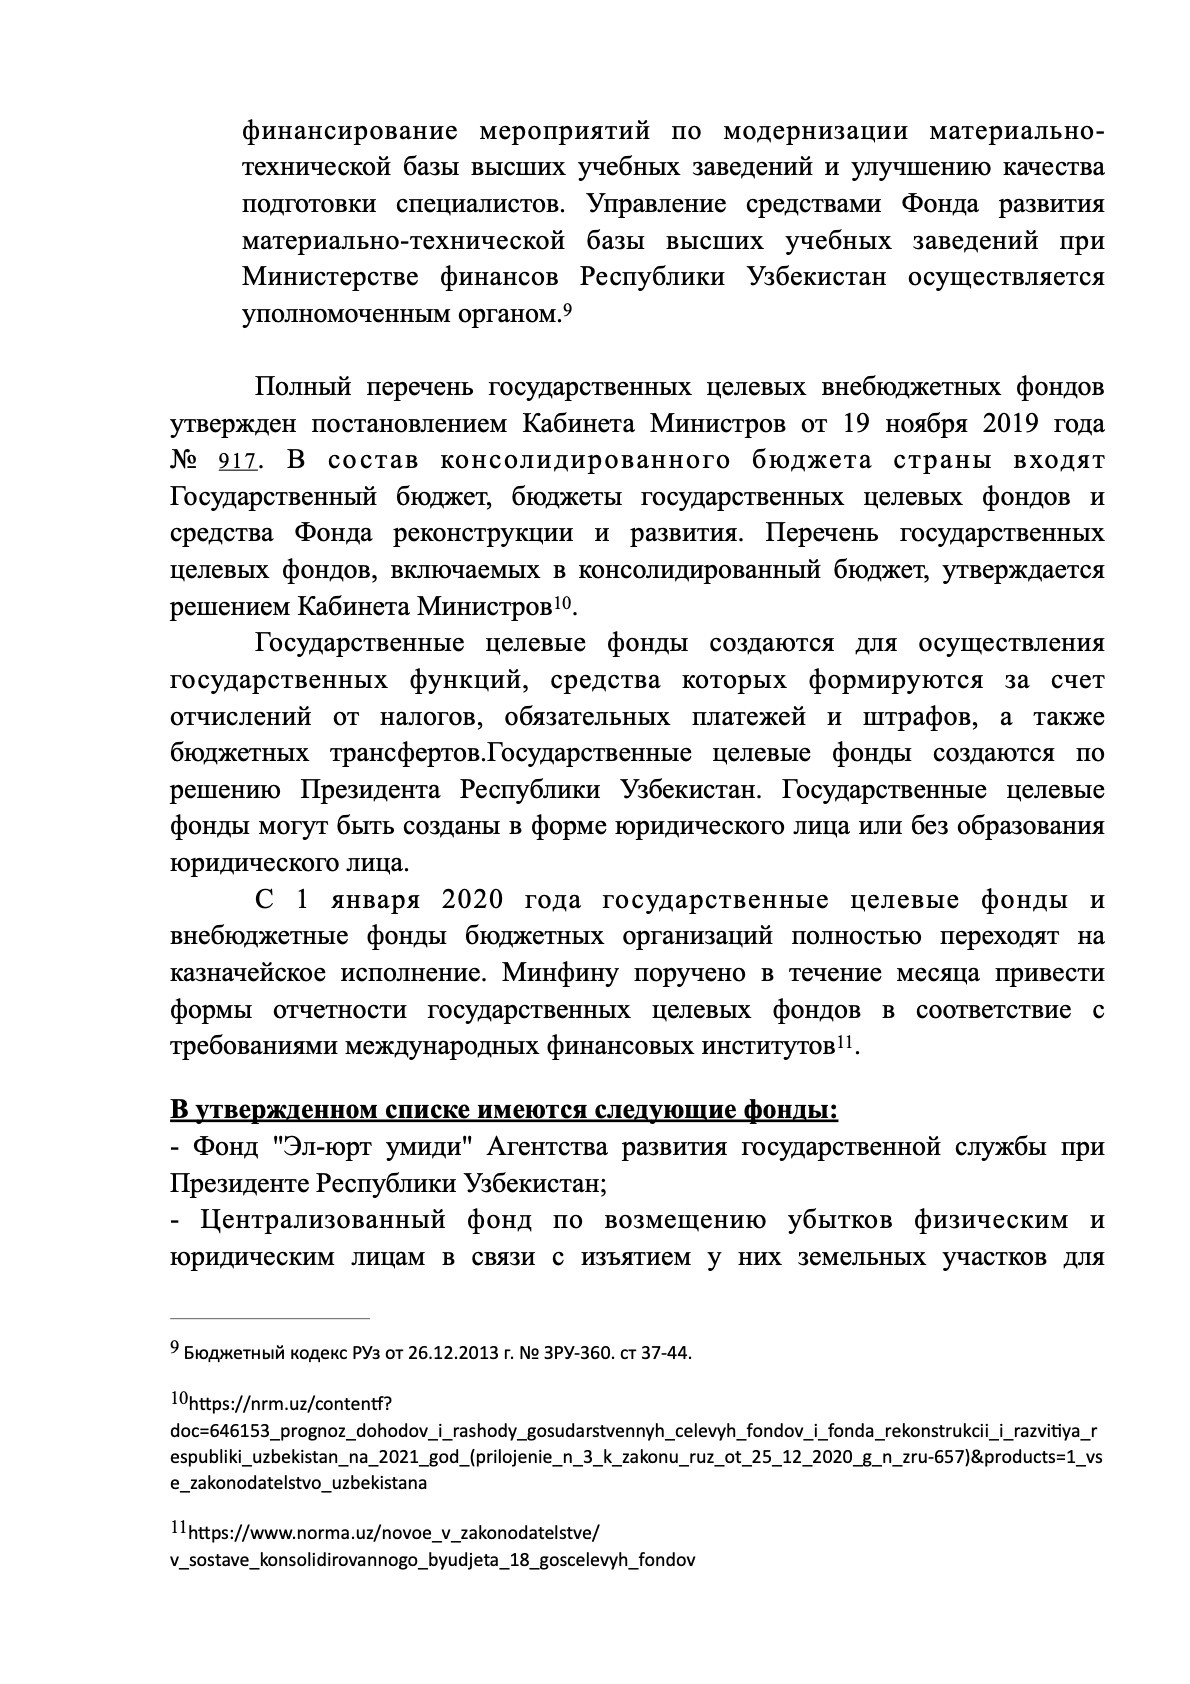 финансирование мероприятий по модернизации материально-
технической базы высших учебных заведений и улучшению качества
подготовки специалистов. Управление средствами Фонда развития
материально-технической базы высших учебных заведений при
Министерстве финансов Республики Узбекистан осуществляется
уполномоченным органом.9
Полный перечень государственных целевых внебюджетных фондов
утвержден постановлением Кабинета Министров от 19 ноября 2019 года
№ 917. В состав консолидированного бюджета страны входят
Государственный бюджет, бюджеты государственных целевых фондов и
средства Фонда реконструкции и развития. Перечень государственных
целевых фондов, включаемых в консолидированный бюджет, утверждается
решением Кабинета Министров10.
Государственные целевые фонды создаются для осуществления
государственных функций, средства которых формируются за счет
отчислений от налогов, обязательных платежей и штрафов, а также
бюджетных трансфертов.Государственные целевые фонды создаются по
решению Президента Республики Узбекистан. Государственные целевые
фонды могут быть созданы в форме юридического лица или без образования
юридического лица.
С 1 января 2020 года государственные целевые фонды и
внебюджетные фонды бюджетных организаций полностью переходят на
казначейское исполнение. Минфину поручено в течение месяца привести
формы отчетности государственных целевых фондов в соответствие с
требованиями международных финансовых институтов11.
В утвержденном списке имеются следующие фонды:
- Фонд "Эл-юрт умиди" Агентства развития государственной службы при
Президенте Республики Узбекистан;
- Централизованный фонд по возмещению убытков физическим и
юридическим лицам в связи с изъятием у них земельных участков для
9 Бюджетный кодекс РУз от 26.12.2013 г. № ЗРУ-360. ст 37-44.
10https://nrm.uz/contentf?
doc=646153_prognoz_dohodov_i_rashody_gosudarstvennyh_celevyh_fondov_i_fonda_rekonstrukcii_i_razvitiya_r
espubliki_uzbekistan_na_2021_god_(prilojenie_n_3_k_zakonu_ruz_ot_25_12_2020_g_n_zru-657)&products=1_vs
e_zakonodatelstvo_uzbekistana
11https://www.norma.uz/novoe_v_zakonodatelstve/
v_sostave_konsolidirovannogo_byudjeta_18_goscelevyh_fondov